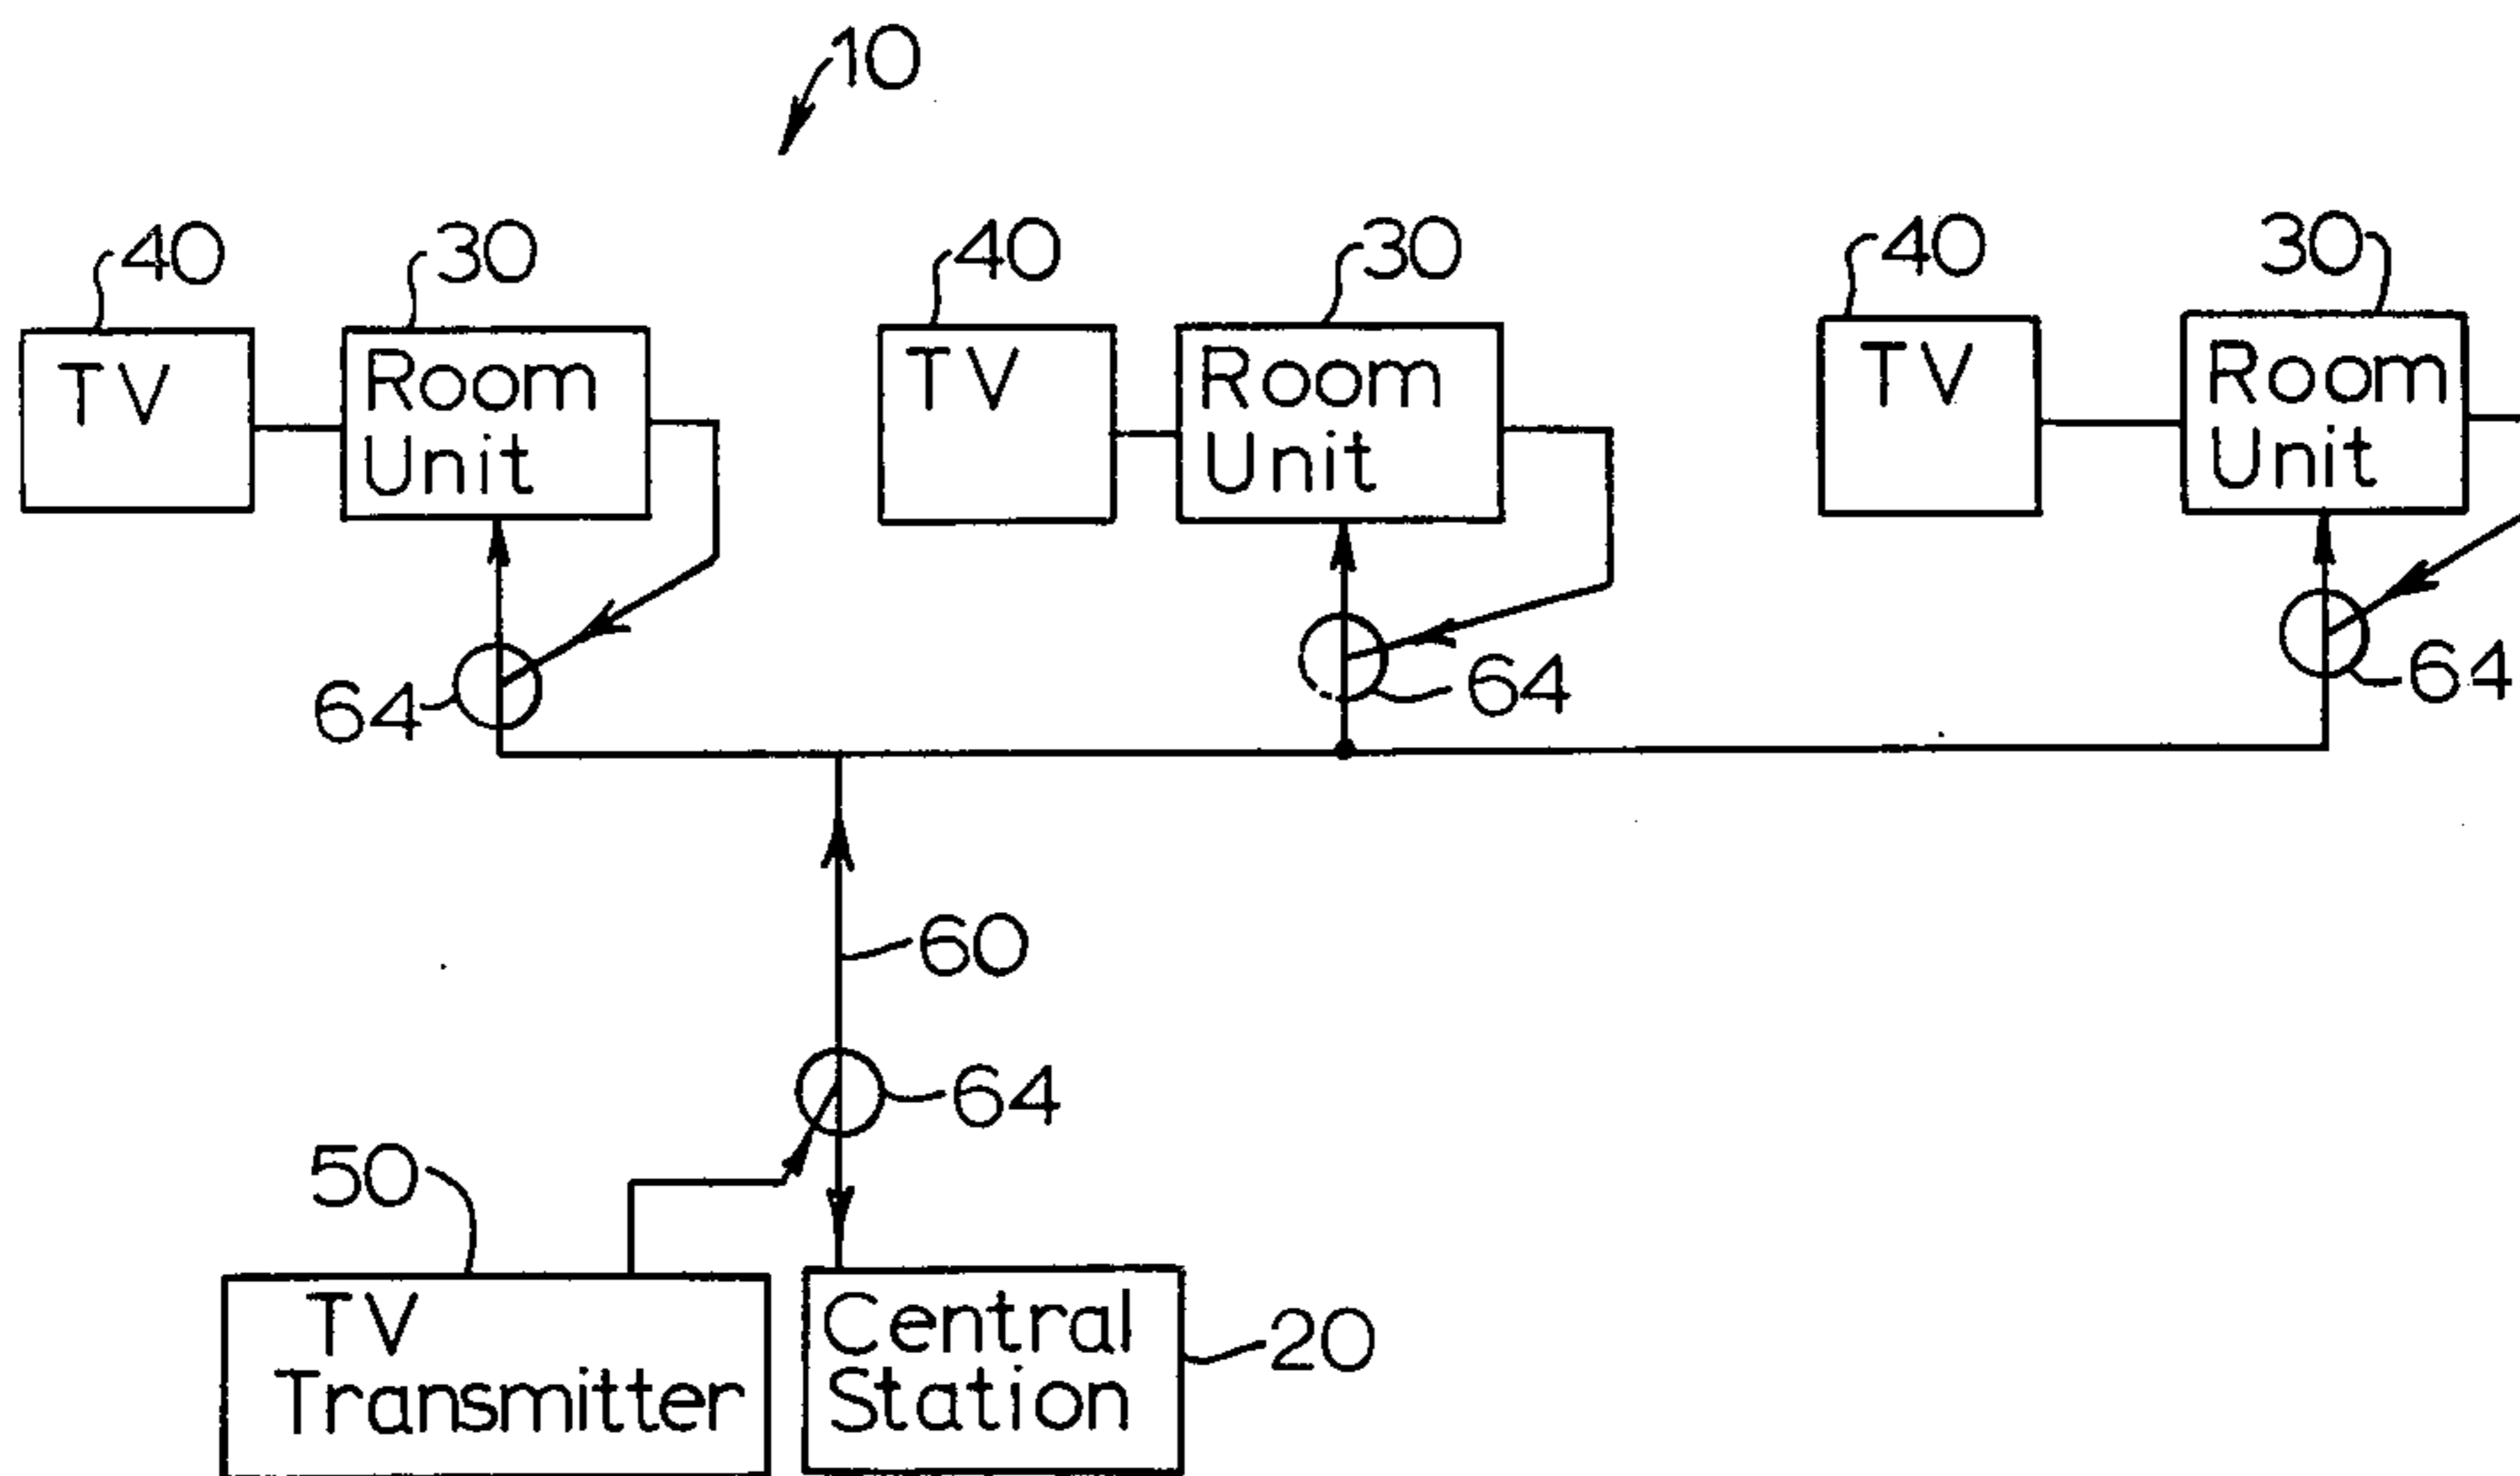 10
40 30 40 30 40 30
TV Room Unit TV Room Unit TV Room Unit
64 64 64
60
64
50
TV Transmitter
Central Station
20